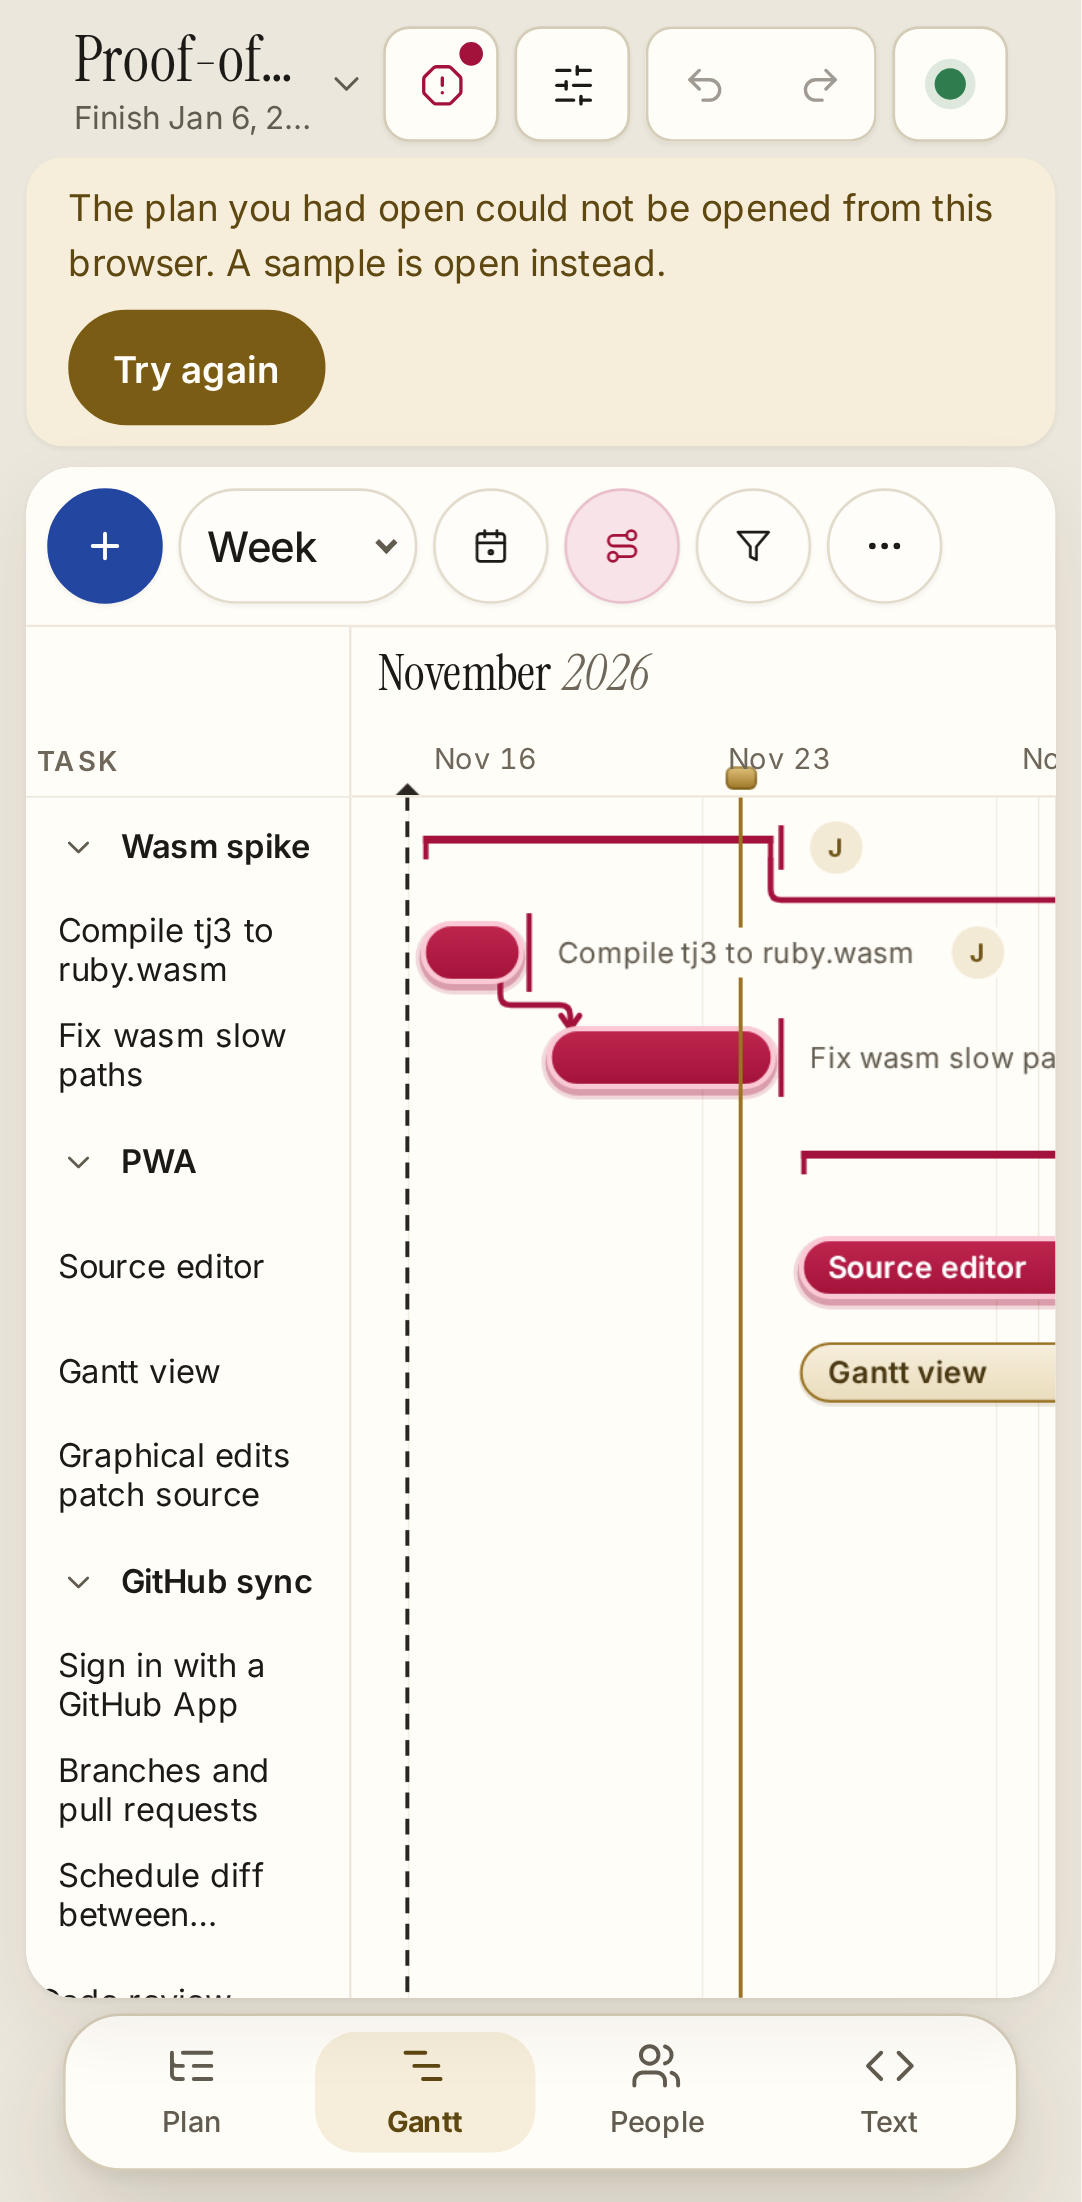 Proof-of...
Finish Jan 6, 2...
The plan you had open could not be opened from this
browser. A sample is open instead.
Try again
Week
November 2026
TASK
Nov 16
Nov 23
No
Wasm spike
J
Compile tj3 to
ruby.wasm
Compile tj3 to ruby.wasm
J
Fix wasm slow
paths
Fix wasm slow pa
PWA
Source editor
Source editor
Gantt view
Gantt view
Graphical edits
patch source
GitHub sync
Sign in with a
GitHub App
Branches and
pull requests
Schedule diff
between...
Code review
Plan
Gantt
People
Text